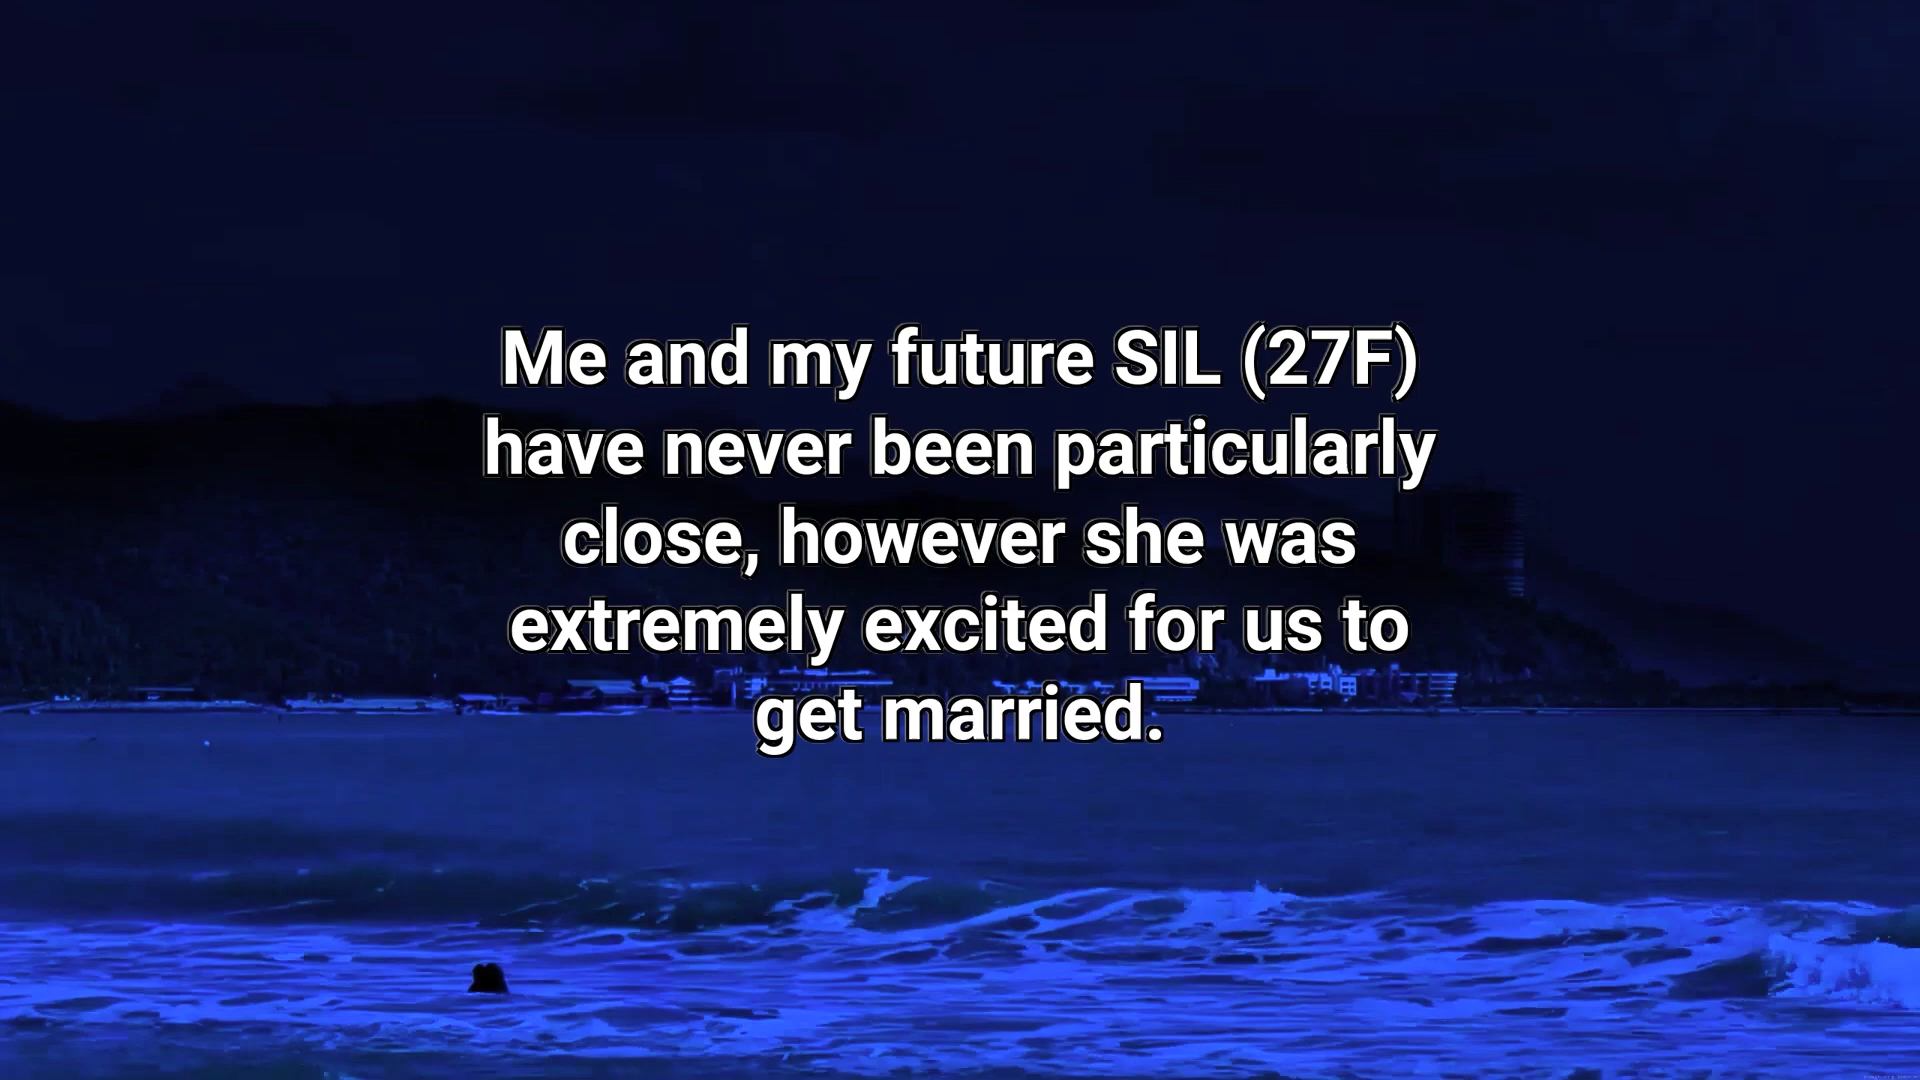 Me and my future SIL (27F)
have never been particularly
close, however she was
extremely excited for us to
get married.